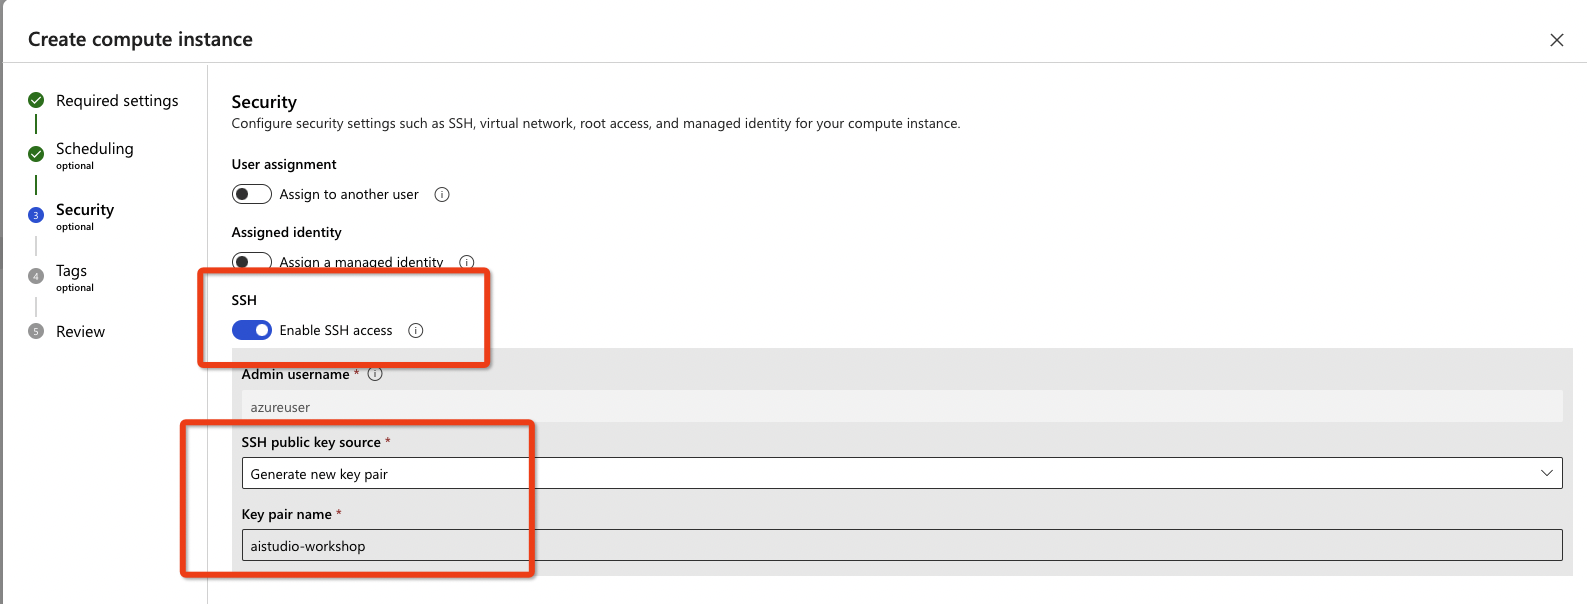 Create compute instance
Required settings
Scheduling
optional
3
Security
optional
4
Tags
optional
5
Review
Security
Configure security settings such as SSH, virtual network, root access, and managed identity for your compute instance.
User assignment
Assign to another user
Assigned identity
Assign a managed identity
SSH
Enable SSH access
Admin username *
azureuser
SSH public key source *
Generate new key pair
Key pair name *
aistudio-workshop